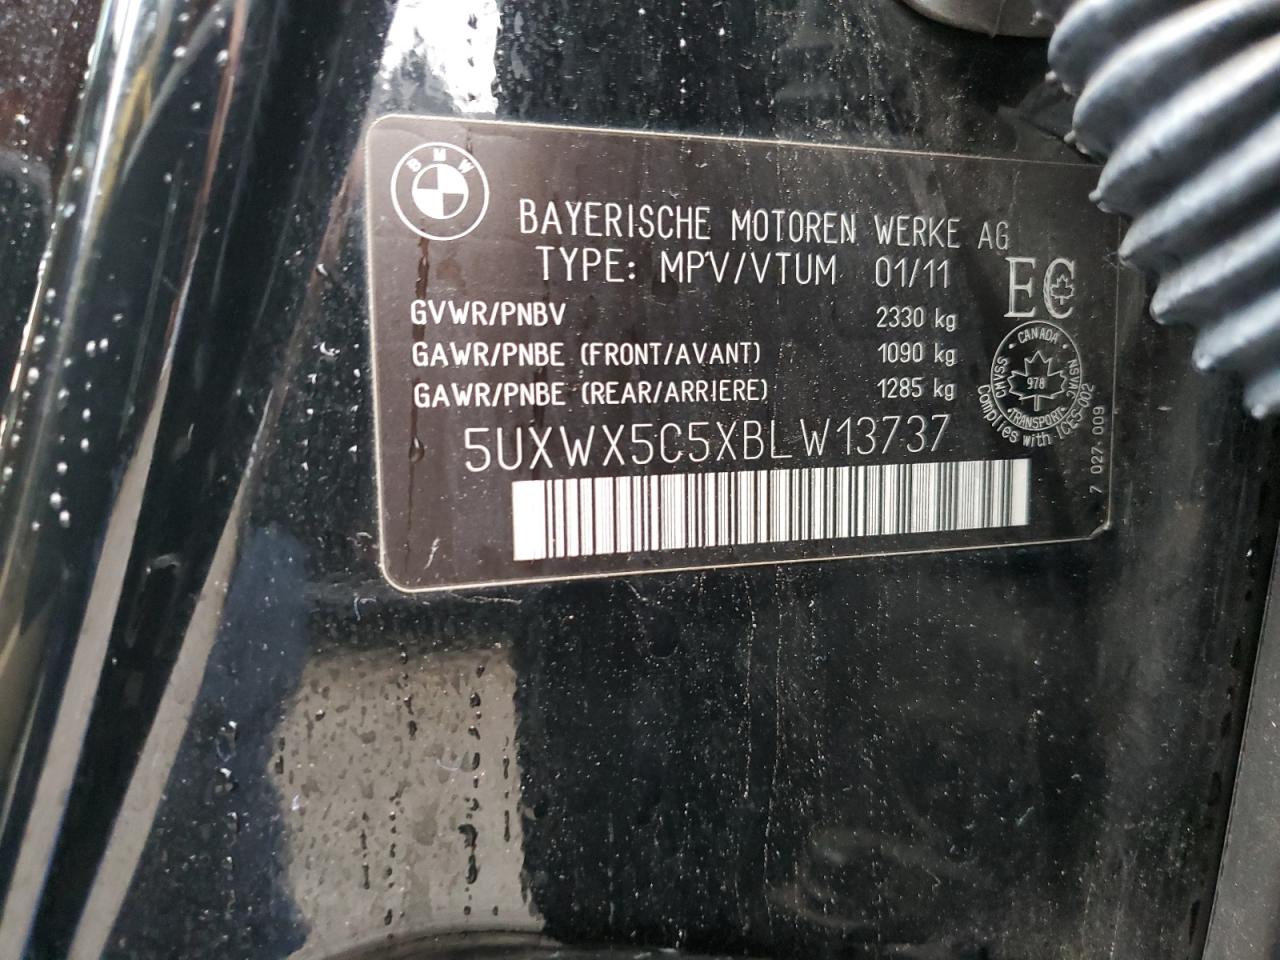 BMW
BAYERISCHE MOTOREN WERKE AG
TYPE: MPV/VTUM 01/11
EC
GVWR/PNBV 2330 kg
GAWR/PNBE (FRONT/AVANT) 1090 kg
GAWR/PNBE (REAR/ARRIERE) 1285 kg
CANADA
CMVSS
978
NSVAC
TRANSPORT
Complies with ICES-002
5UXWX5C5XBLW13737
7 027 009